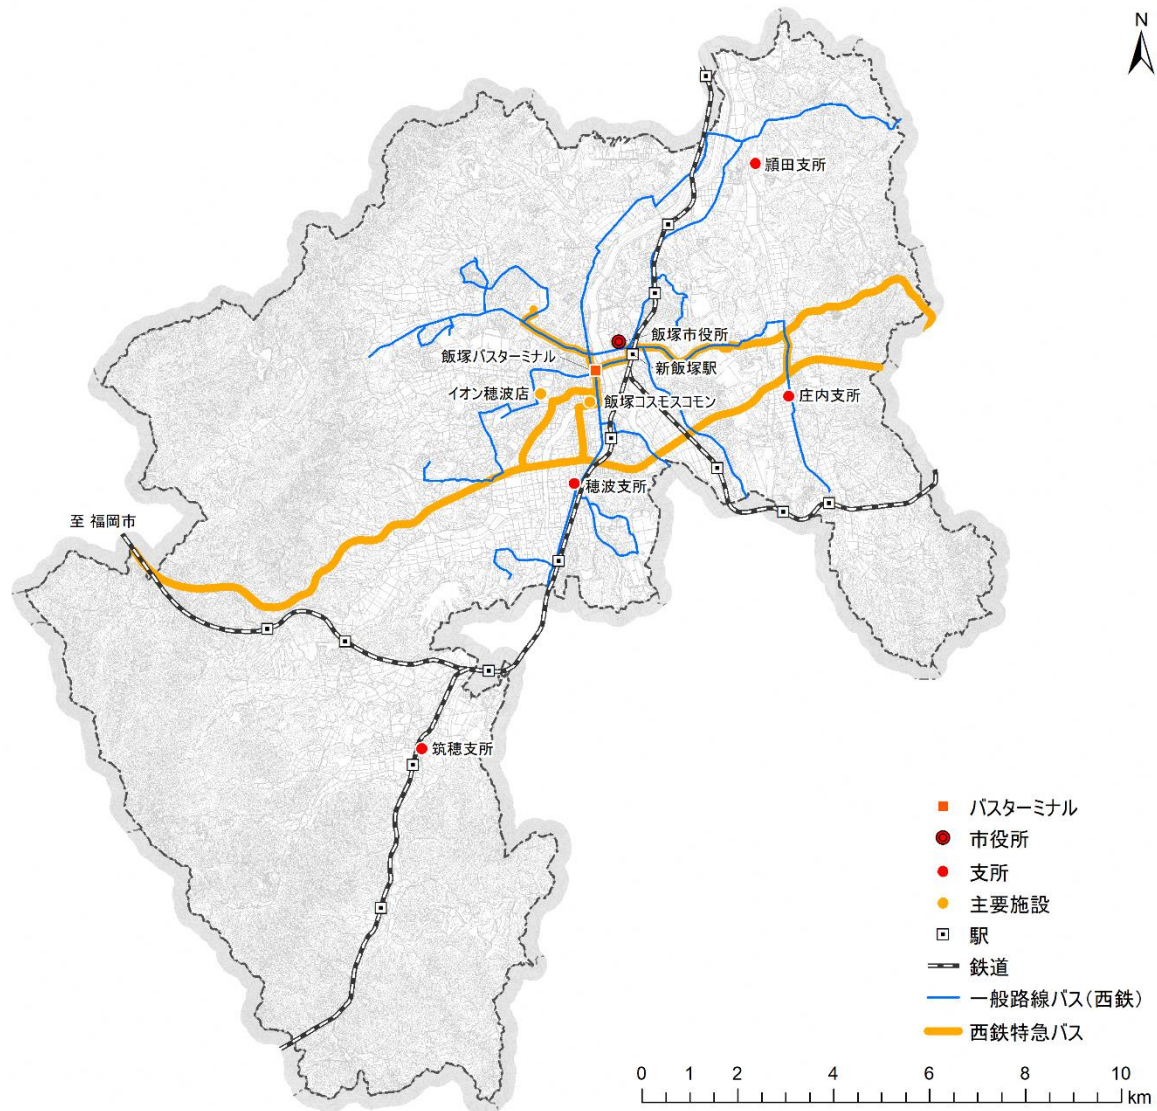 N
頴田支所
飯塚市役所
飯塚バスターミナル
新飯塚駅
イオン穂波店
飯塚コスモスコモン
庄内支所
穂波支所
至 福岡市
筑穂支所
バスターミナル
市役所
支所
主要施設
駅
鉄道
一般路線バス(西鉄)
西鉄特急バス
0 1 2 4 6 8 10
km